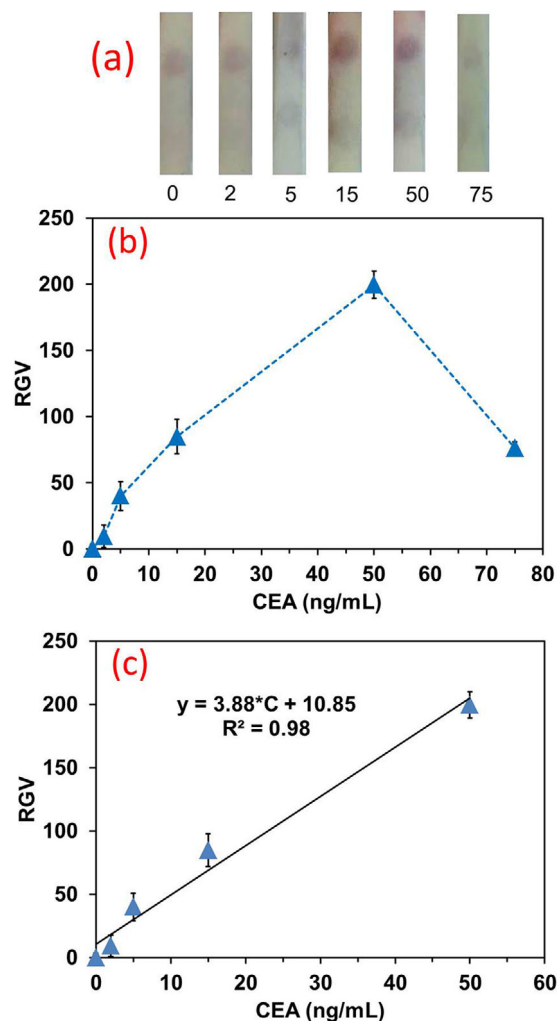 (a)
0 2 5 15 50 75
(b)
250
200
150
100
50
0
RGV
0 10 20 30 40 50 60 70 80
CEA (ng/mL)
(c)
250
200
150
100
50
0
RGV
y = 3.88*C + 10.85
R² = 0.98
0 10 20 30 40 50 60
CEA (ng/mL)